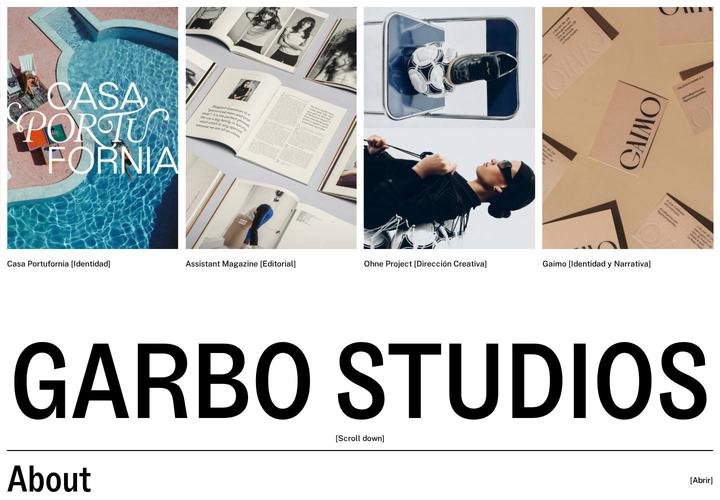 CASA
PORTU
FORNIA
GAIMO
Casa Portufornia [Identidad]
Assistant Magazine [Editorial]
Ohne Project [Dirección Creativa]
Gaimo [Identidad y Narrativa]
GARBO STUDIOS
[Scroll down]
About
[Abrir]